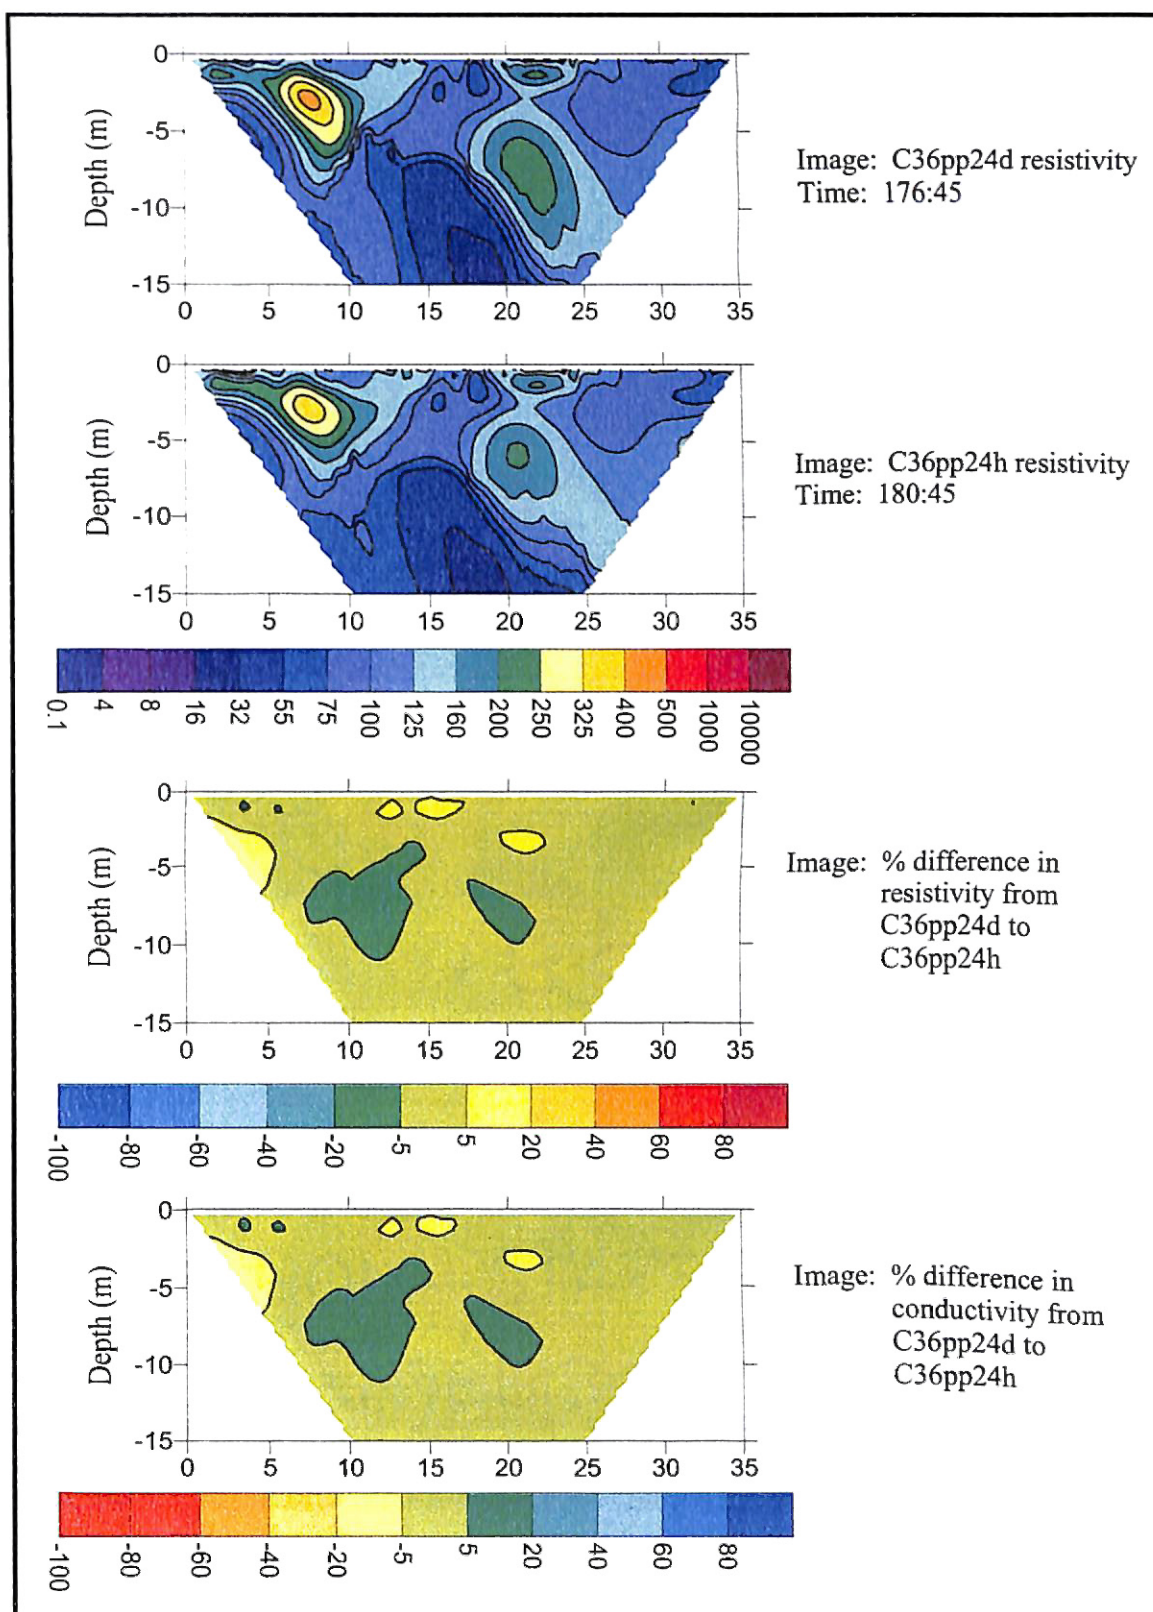 0
-5
-10
-15
Depth (m)
0 5 10 15 20 25 30 35
Image: C36pp24d resistivity
Time: 176:45
0
-5
-10
-15
Depth (m)
0 5 10 15 20 25 30 35
Image: C36pp24h resistivity
Time: 180:45
0.1 4 8 16 32 55 75 100 125 160 200 250 325 400 500 1000 10000
0
-5
-10
-15
Depth (m)
0 5 10 15 20 25 30 35
Image: % difference in
resistivity from
C36pp24d to
C36pp24h
-100 -80 -60 -40 -20 -5 5 20 40 60 80
0
-5
-10
-15
Depth (m)
0 5 10 15 20 25 30 35
Image: % difference in
conductivity from
C36pp24d to
C36pp24h
-100 -80 -60 -40 -20 -5 5 20 40 60 80